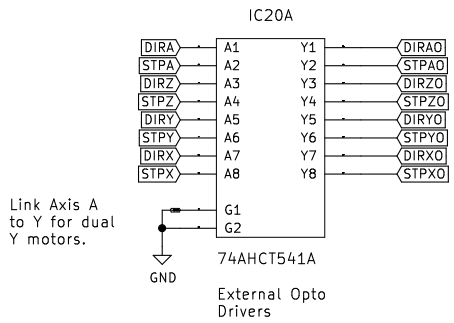 IC20A
DIRA A1 Y1 DIRAO
STPA A2 Y2 STPAO
DIRZ A3 Y3 DIRZO
STPZ A4 Y4 STPZO
DIRY A5 Y5 DIRYO
STPY A6 Y6 STPYO
DIRX A7 Y7 DIRXO
STPX A8 Y8 STPXO
Link Axis A
to Y for dual
Y motors.
G1
G2
GND
74AHCT541A
External Opto
Drivers